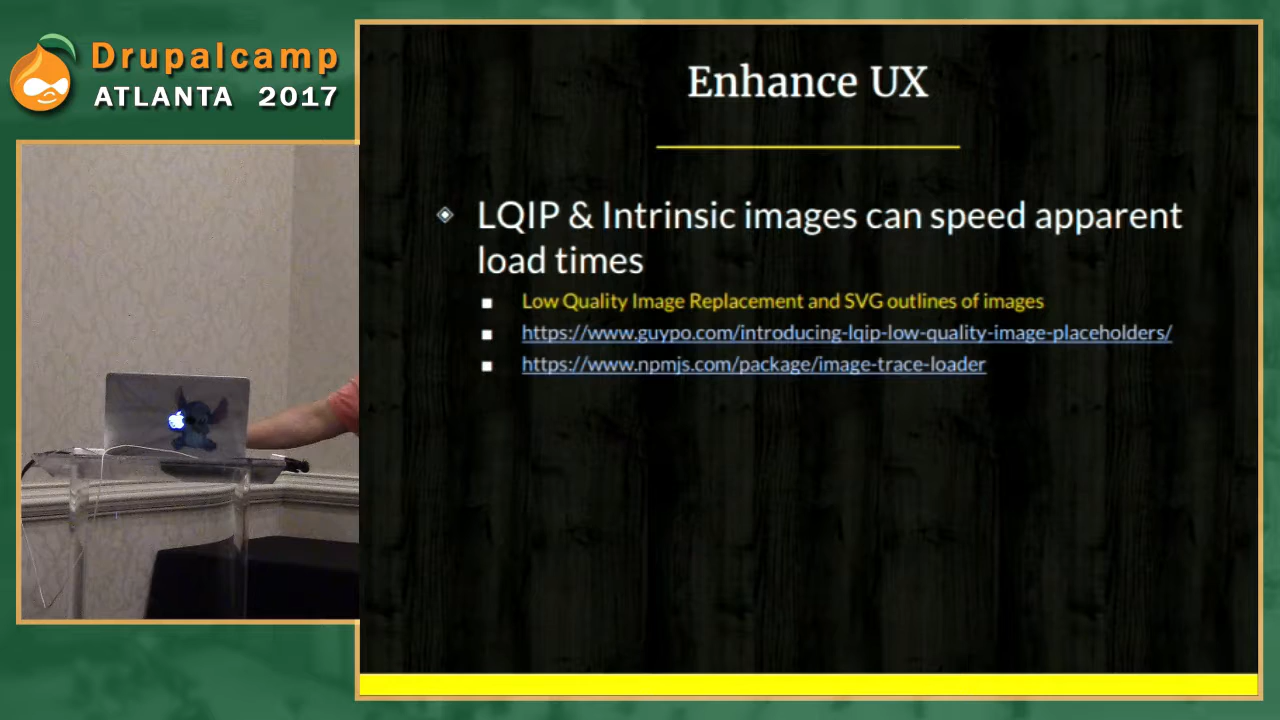 Drupalcamp
ATLANTA 2017
Enhance UX
LQIP & Intrinsic images can speed apparent
load times
Low Quality Image Replacement and SVG outlines of images
https://www.guypo.com/introducing-lqip-low-quality-image-placeholders/
https://www.npmjs.com/package/image-trace-loader